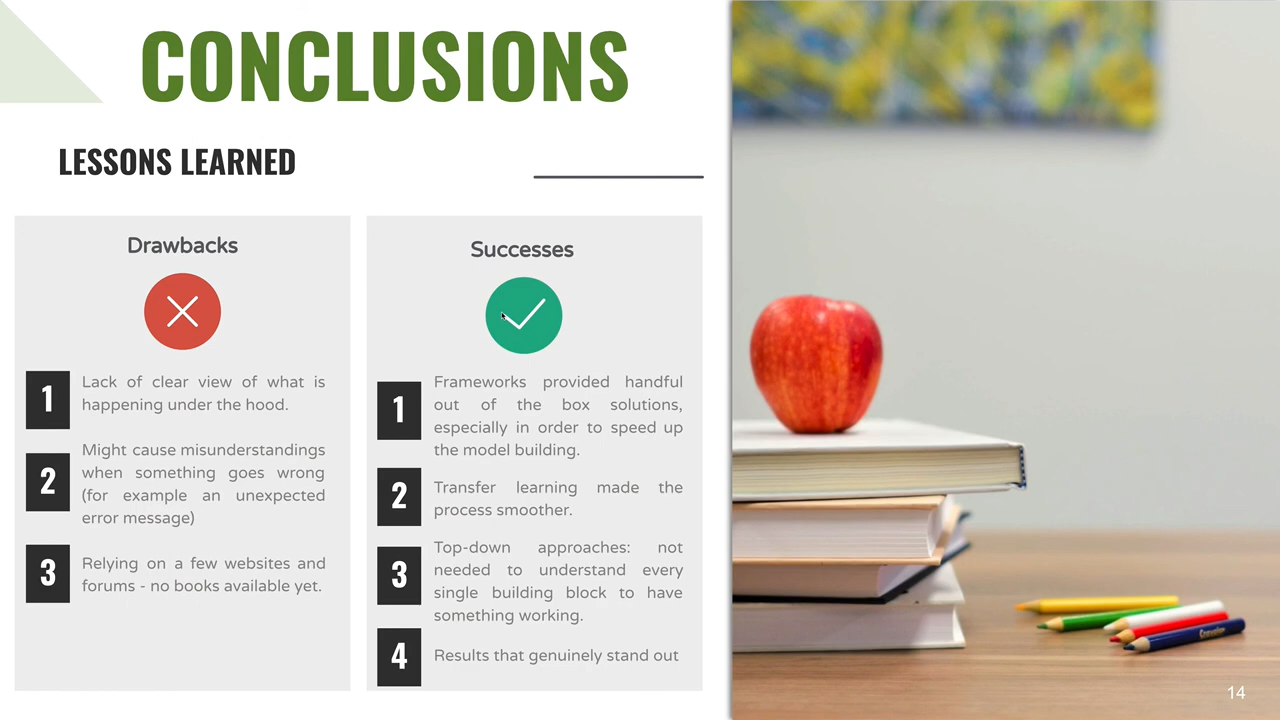 CONCLUSIONS
LESSONS LEARNED
Drawbacks
1
Lack of clear view of what is
happening under the hood.
2
Might cause misunderstandings
when something goes wrong
(for example an unexpected
error message)
3
Relying on a few websites and
forums - no books available yet.
Successes
1
Frameworks provided handful
out of the box solutions,
especially in order to speed up
the model building.
2
Transfer learning made the
process smoother.
3
Top-down approaches: not
needed to understand every
single building block to have
something working.
4
Results that genuinely stand out
14